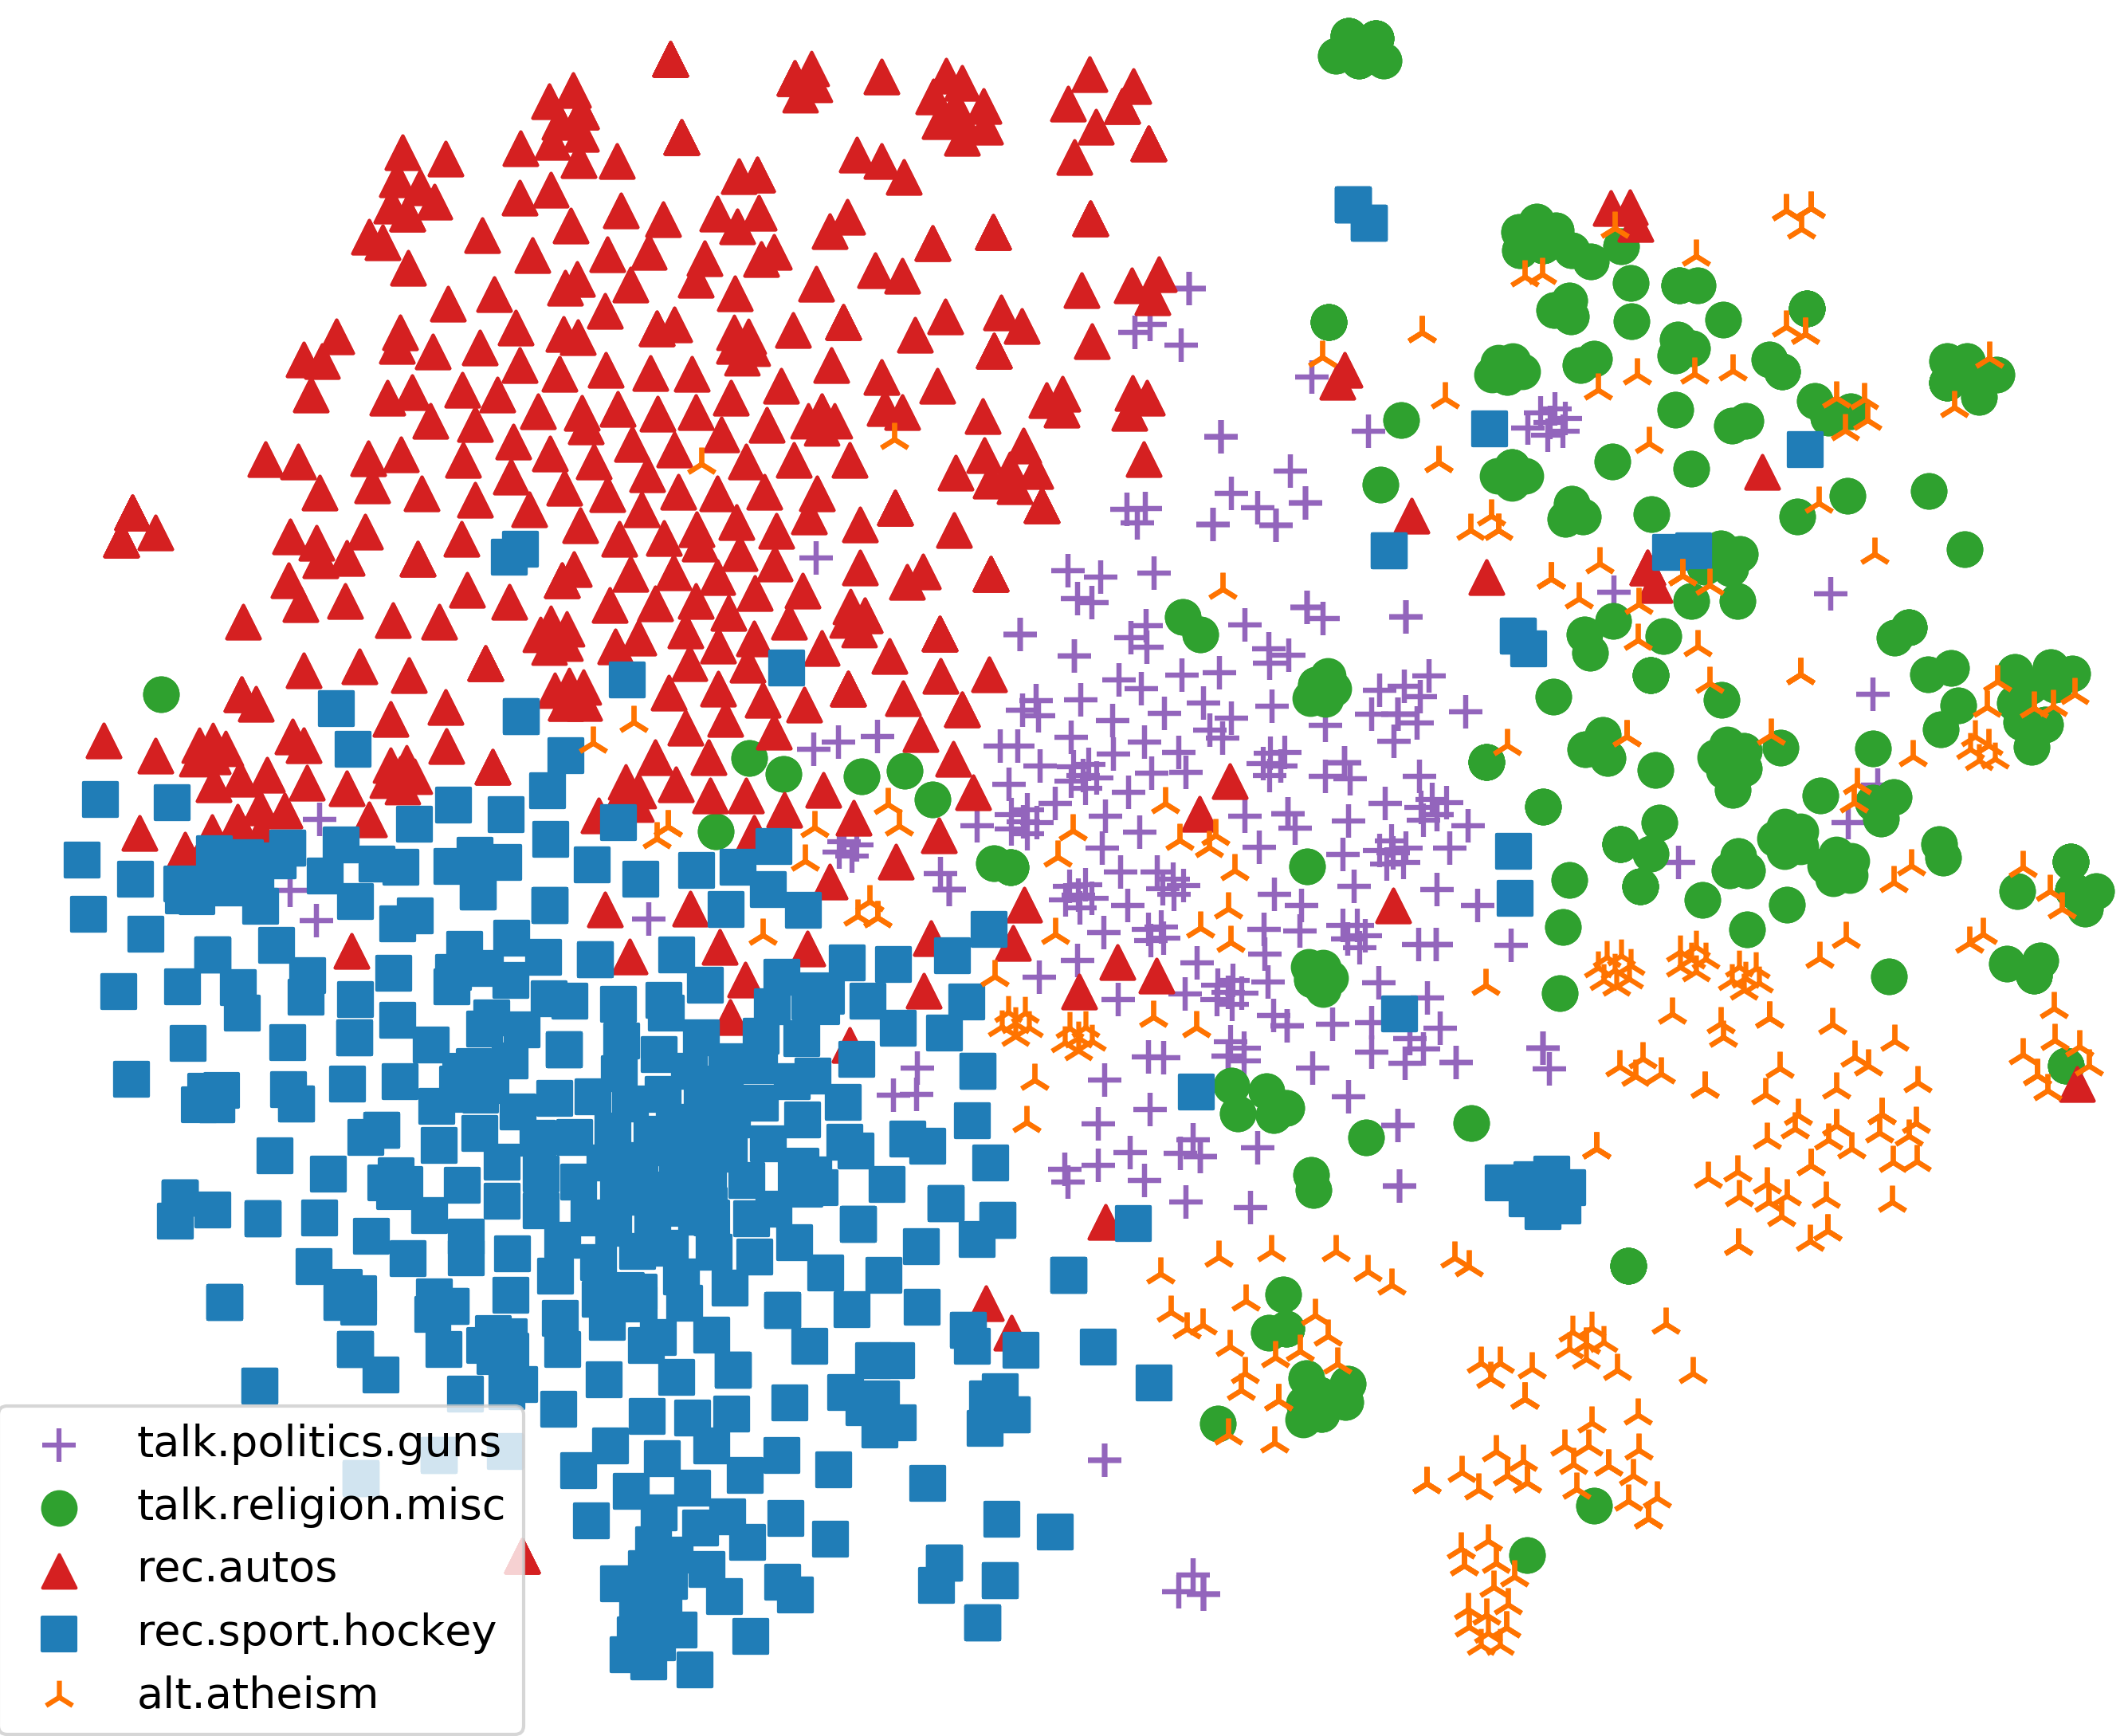 talk.politics.guns
talk.religion.misc
rec.autos
rec.sport.hockey
alt.atheism